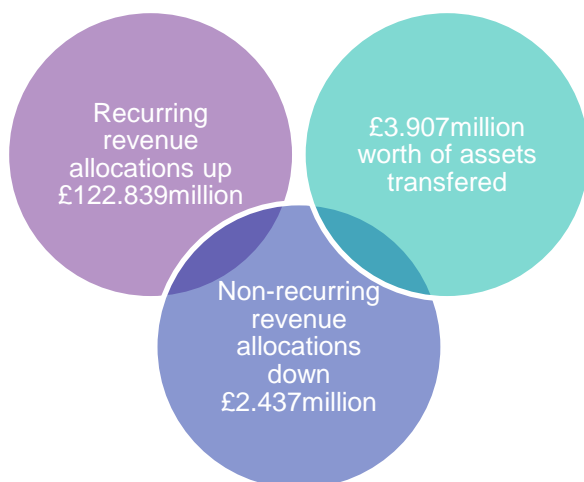 Recurring
revenue
allocations up
£122.839million
£3.907million
worth of assets
transfered
Non-recurring
revenue
allocations
down
£2.437million